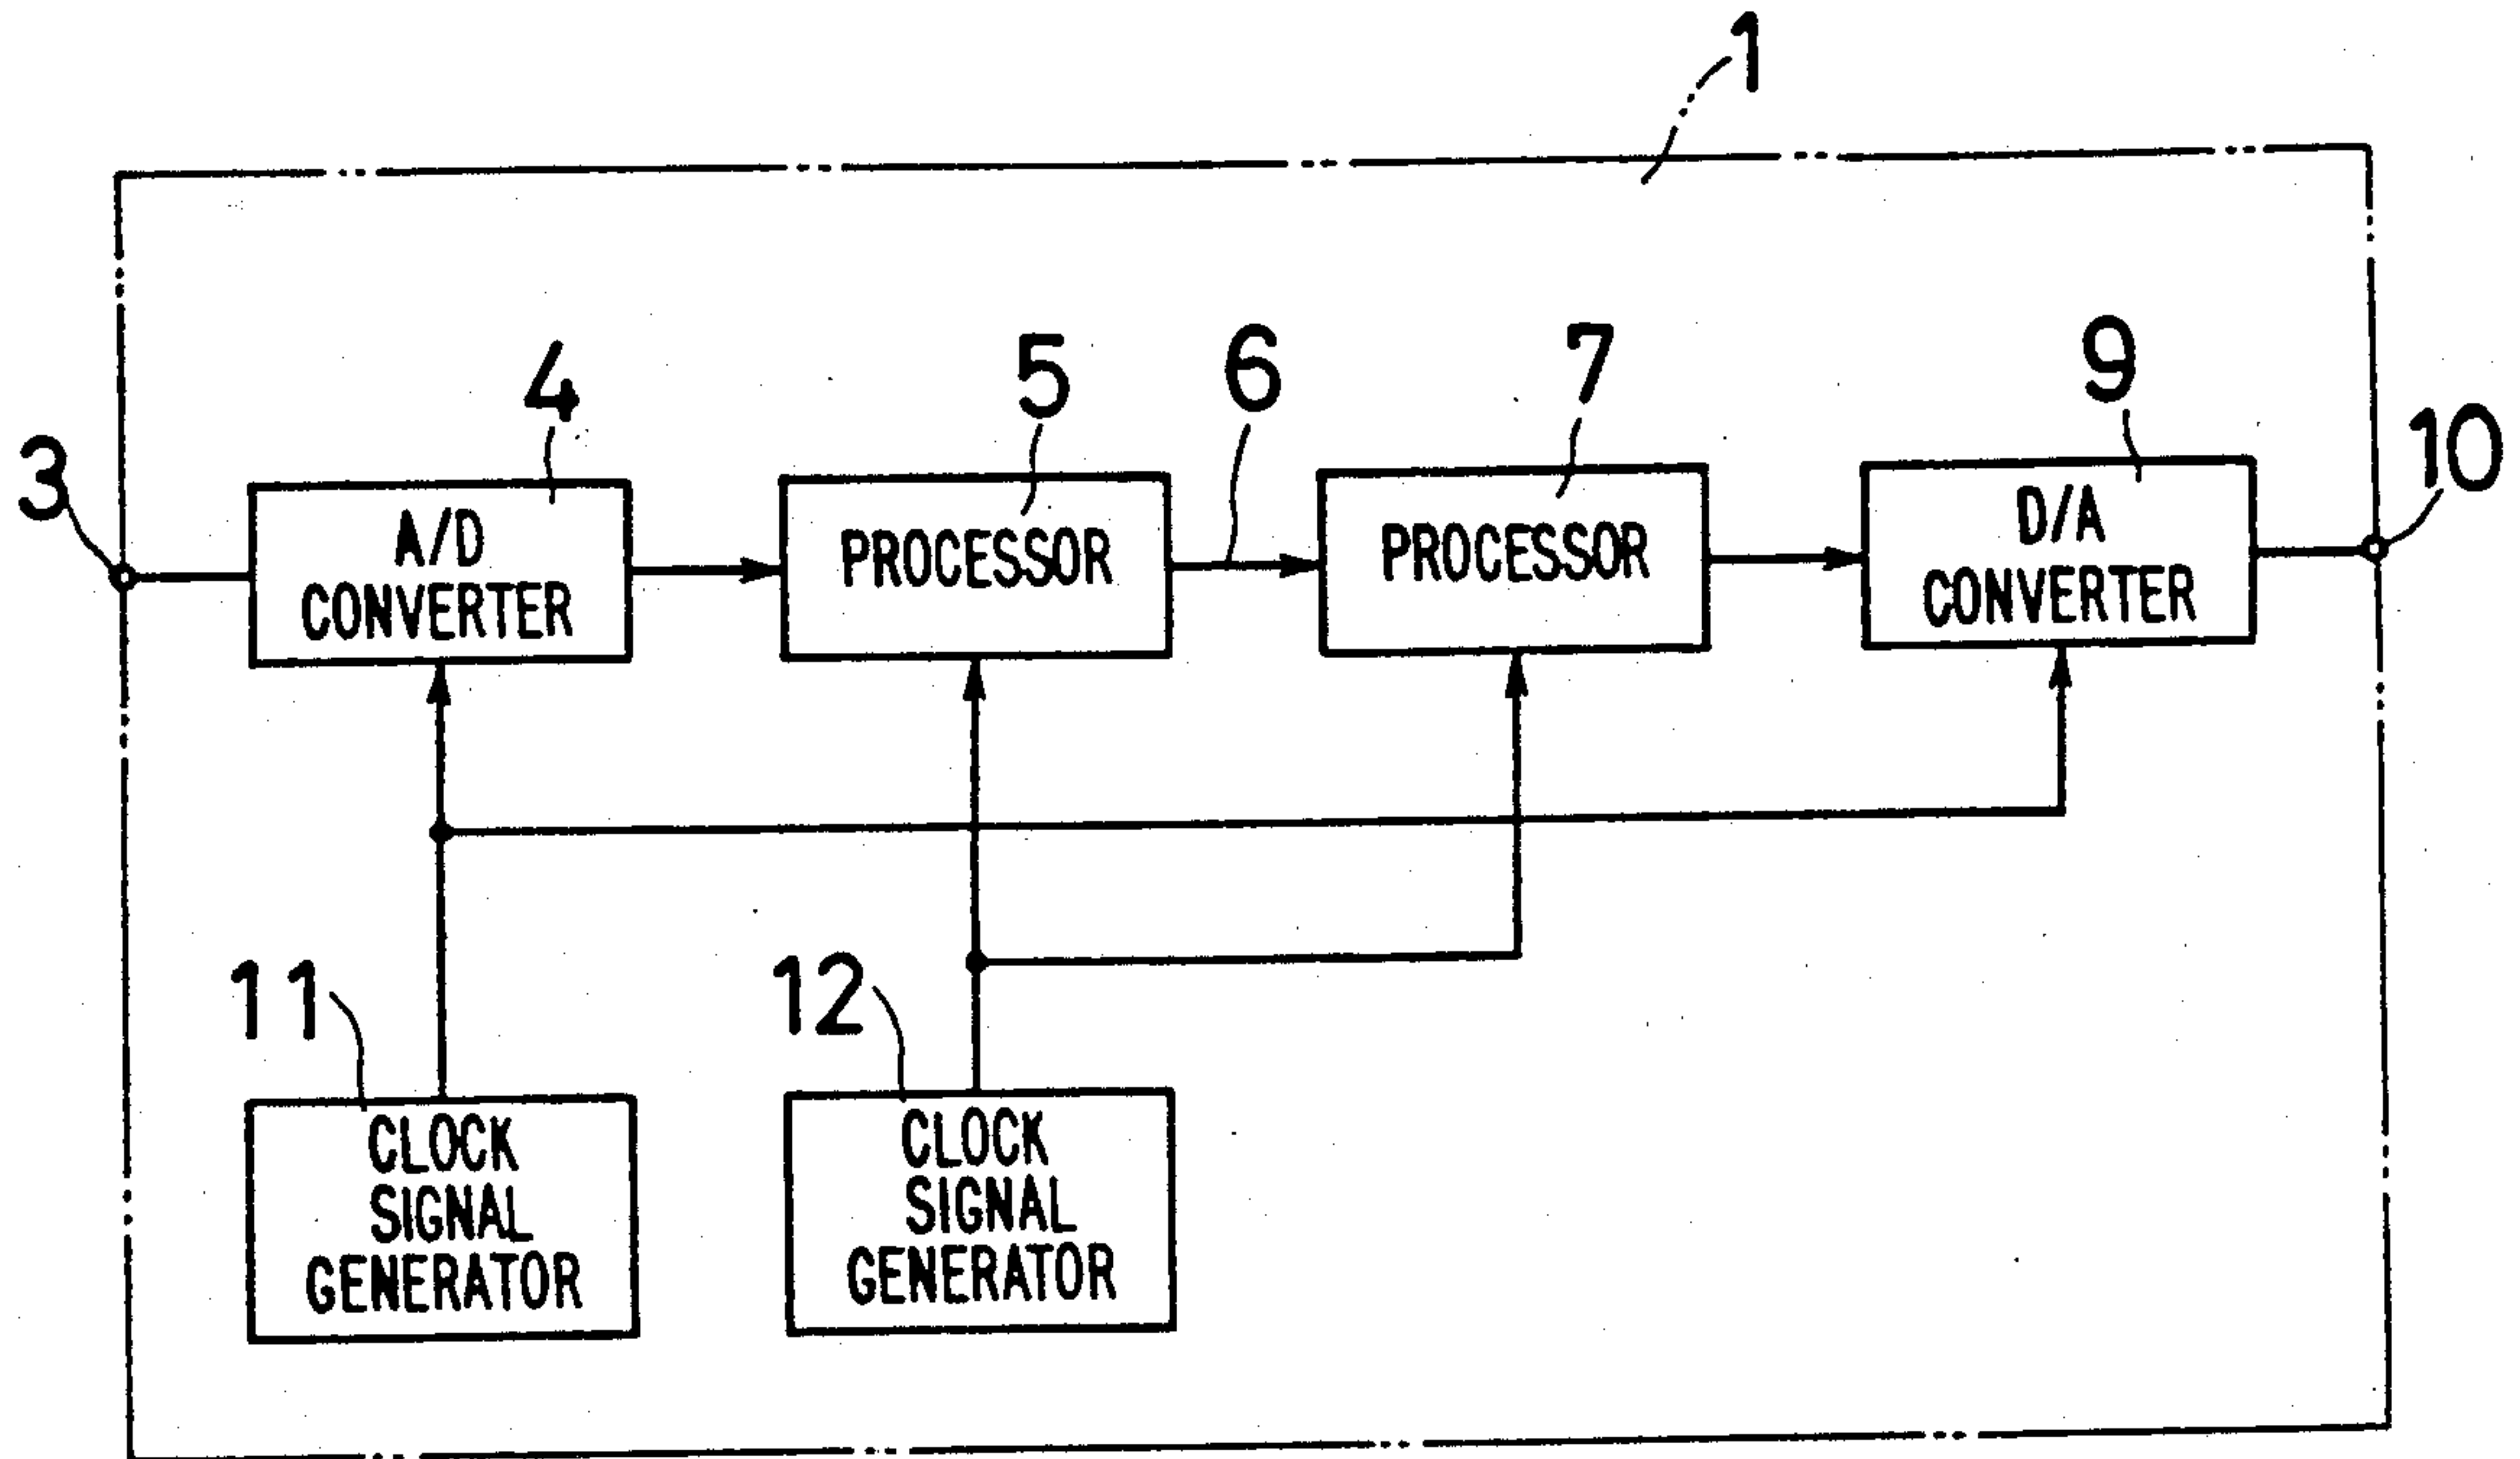 1
3
4
5
6
7
9
10
A/D
CONVERTER
PROCESSOR
PROCESSOR
D/A
CONVERTER
11
12
CLOCK
SIGNAL
GENERATOR
CLOCK
SIGNAL
GENERATOR